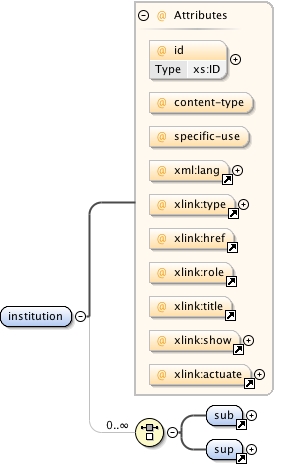 @ Attributes
@ id
Type xs:ID
@ content-type
@ specific-use
@ xml:lang
@ xlink:type
@ xlink:href
@ xlink:role
@ xlink:title
@ xlink:show
@ xlink:actuate
institution
0..∞
sub
sup